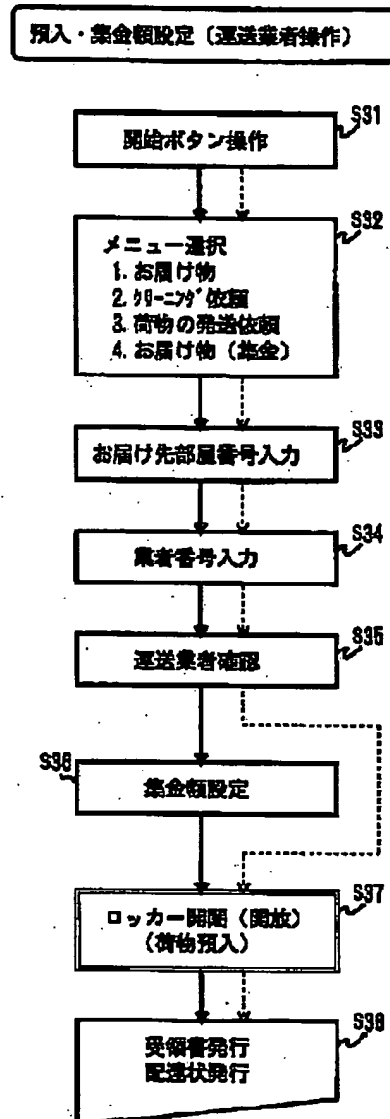 預入・集金額設定（運送業者操作）
S31
開始ボタン操作
S32
メニュー選択
1. お届け物
2. クリーニング依頼
3. 荷物の発送依頼
4. お届け物（集金）
S33
お届け先部屋番号入力
S34
業者番号入力
S35
運送業者確認
S36
集金額設定
S37
ロッカー開閉（開放）
（荷物預入）
S38
受領書発行
配達状発行